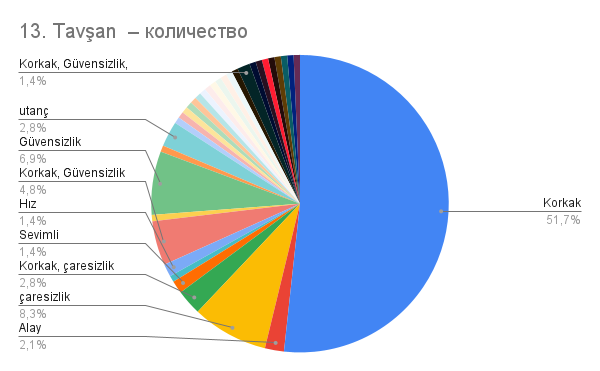 13. Tavşan – количество
Korkak, Güvensizlik,
1,4%
utanç
2,8%
Güvensizlik
6,9%
Korkak, Güvensizlik
4,8%
Hız
1,4%
Sevimli
1,4%
Korkak, çaresizlik
2,8%
çaresizlik
8,3%
Alay
2,1%
Korkak
51,7%